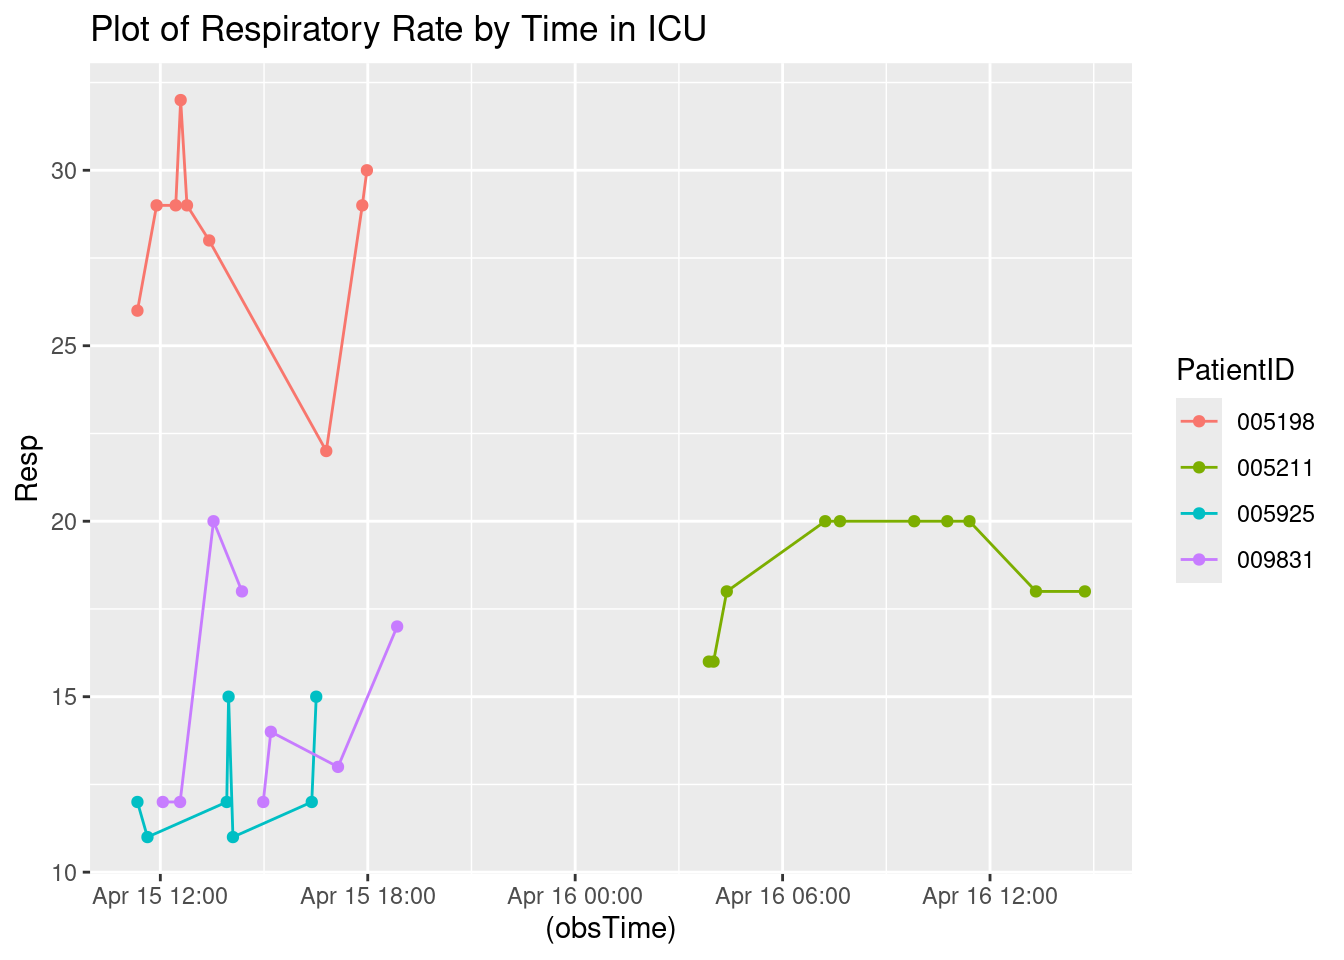 Plot of Respiratory Rate by Time in ICU
Resp
30
25
20
15
10
Apr 15 12:00 Apr 15 18:00 Apr 16 00:00 Apr 16 06:00 Apr 16 12:00
(obsTime)
PatientID
005198
005211
005925
009831